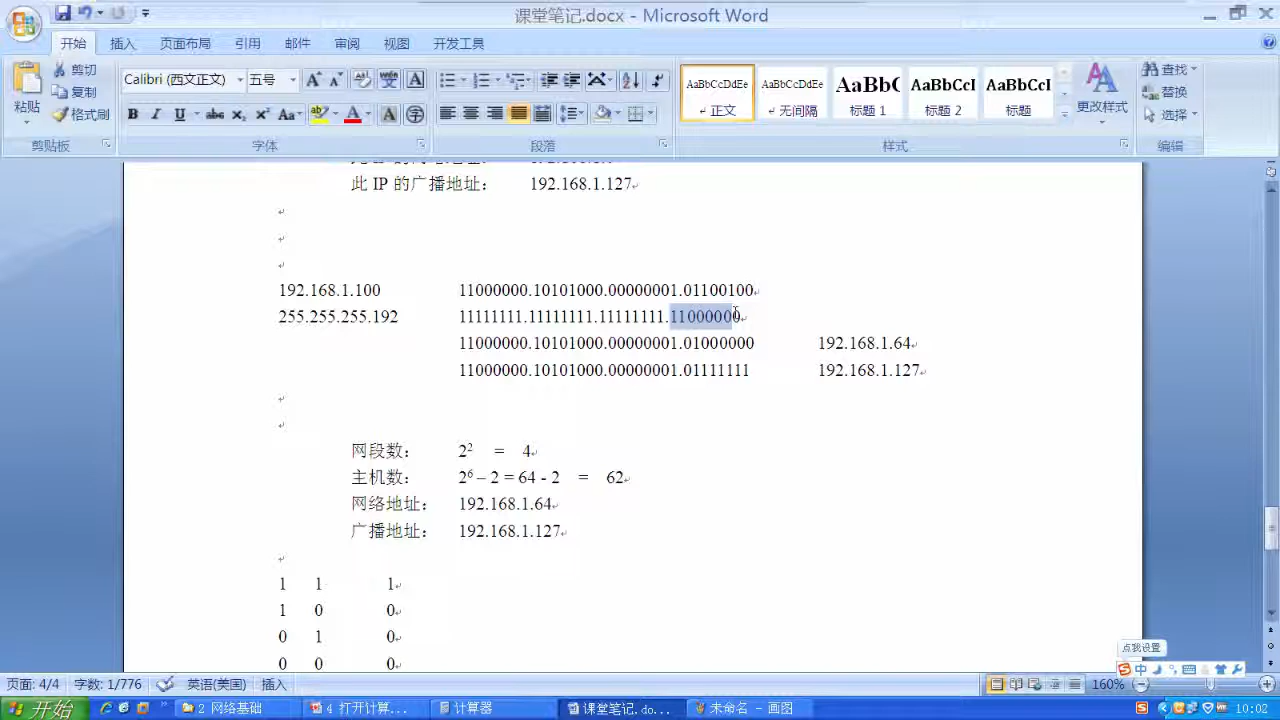 课堂笔记.docx - Microsoft Word
开始 插入 页面布局 引用 邮件 审阅 视图 开发工具
粘贴 剪切 复制 格式刷
Calibri (西文正文) 五号
AaBbCcDdEe AaBbCcDdEe AaBbC AaBbCcI AaBbCcI
正文 无间隔 标题 1 标题 2 标题
更改样式
查找 替换 选择
剪贴板 字体 段落 样式 编辑
此 IP 的广播地址： 192.168.1.127
192.168.1.100 11000000.10101000.00000001.01100100
255.255.255.192 11111111.11111111.11111111.11000000
11000000.10101000.00000001.01000000 192.168.1.64
11000000.10101000.00000001.01111111 192.168.1.127
网段数： 2² = 4
主机数： 2⁶ – 2 = 64 - 2 = 62
网络地址： 192.168.1.64
广播地址： 192.168.1.127
1 1 1
1 0 0
0 1 0
0 0 0
点我设置
中
页面: 4/4 字数: 1/776 英语(美国) 插入 160%
开始 2 网络基础 4 打开计算... 计算器 课堂笔记.do... 未命名 - 画图 10:02